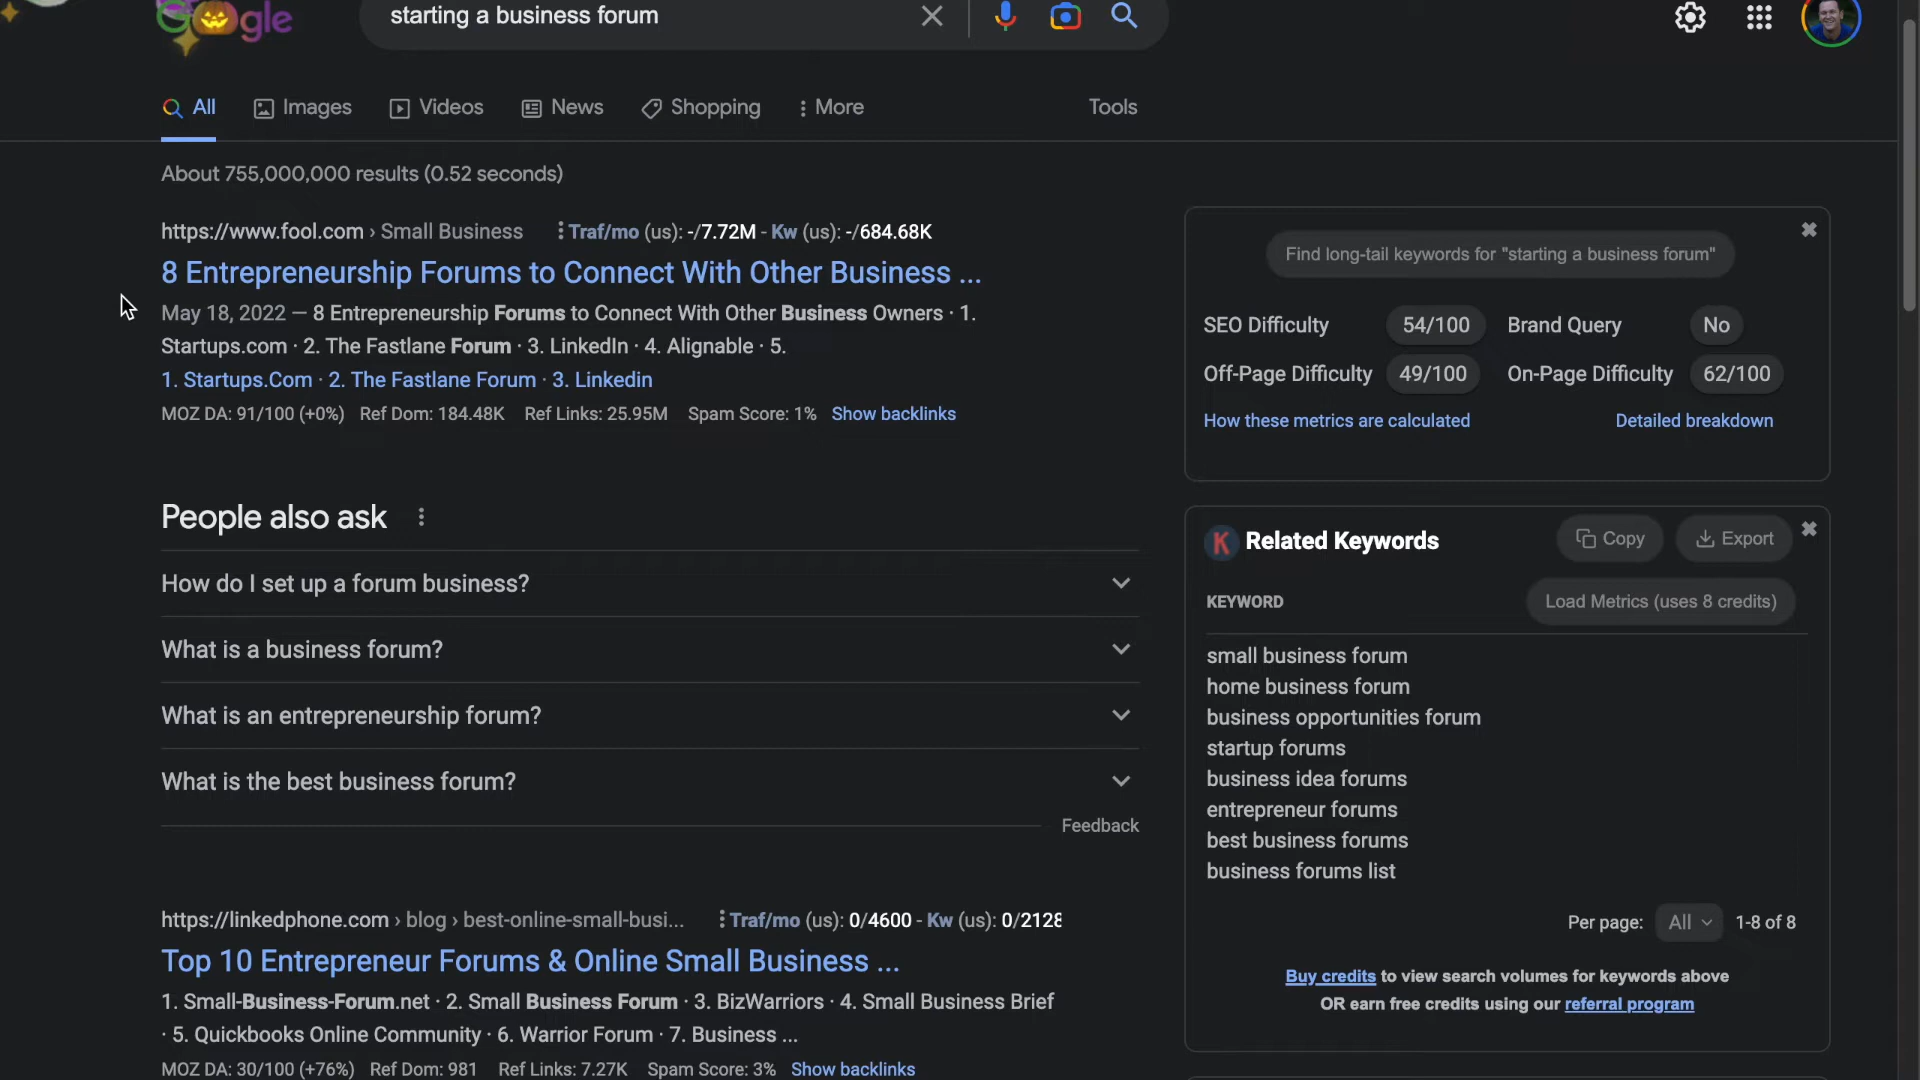 Google
starting a business forum
All
Images
Videos
News
Shopping
More
Tools
About 755,000,000 results (0.52 seconds)
https://www.fool.com › Small Business
Traf/mo (us): -/7.72M - Kw (us): -/684.68K
8 Entrepreneurship Forums to Connect With Other Business ...
May 18, 2022 — 8 Entrepreneurship Forums to Connect With Other Business Owners · 1.
Startups.com · 2. The Fastlane Forum · 3. LinkedIn · 4. Alignable · 5.
1. Startups.Com · 2. The Fastlane Forum · 3. Linkedin
MOZ DA: 91/100 (+0%) Ref Dom: 184.48K Ref Links: 25.95M Spam Score: 1% Show backlinks
People also ask
How do I set up a forum business?
What is a business forum?
What is an entrepreneurship forum?
What is the best business forum?
Feedback
https://linkedphone.com › blog › best-online-small-busi...
Traf/mo (us): 0/4600 - Kw (us): 0/2128
Top 10 Entrepreneur Forums & Online Small Business ...
1. Small-Business-Forum.net · 2. Small Business Forum · 3. BizWarriors · 4. Small Business Brief
· 5. Quickbooks Online Community · 6. Warrior Forum · 7. Business ...
MOZ DA: 30/100 (+76%) Ref Dom: 981 Ref Links: 7.27K Spam Score: 3% Show backlinks
Find long-tail keywords for "starting a business forum"
SEO Difficulty 54/100 Brand Query No
Off-Page Difficulty 49/100 On-Page Difficulty 62/100
How these metrics are calculated
Detailed breakdown
K Related Keywords
Copy
Export
KEYWORD
Load Metrics (uses 8 credits)
small business forum
home business forum
business opportunities forum
startup forums
business idea forums
entrepreneur forums
best business forums
business forums list
Per page: All 1-8 of 8
Buy credits to view search volumes for keywords above
OR earn free credits using our referral program